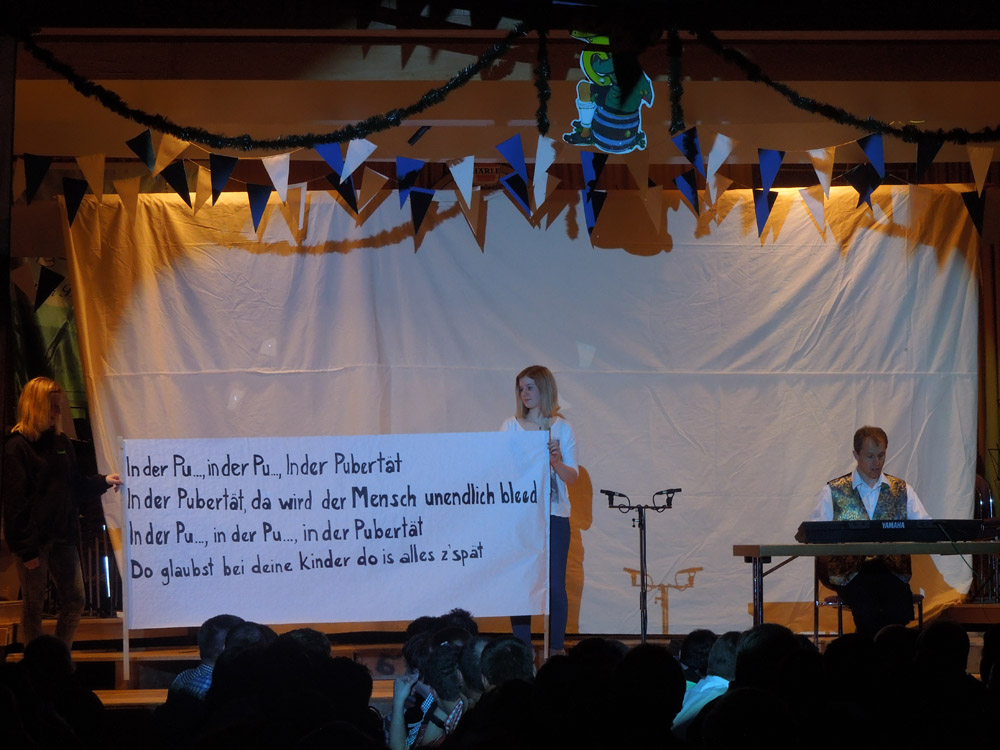 In der Pu..., in der Pu..., In der Pubertät
In der Pubertät, da wird der Mensch unendlich bleed
In der Pu..., in der Pu..., in der Pubertät
Do glaubst bei deine Kinder do is alles z'spät
YAMAHA